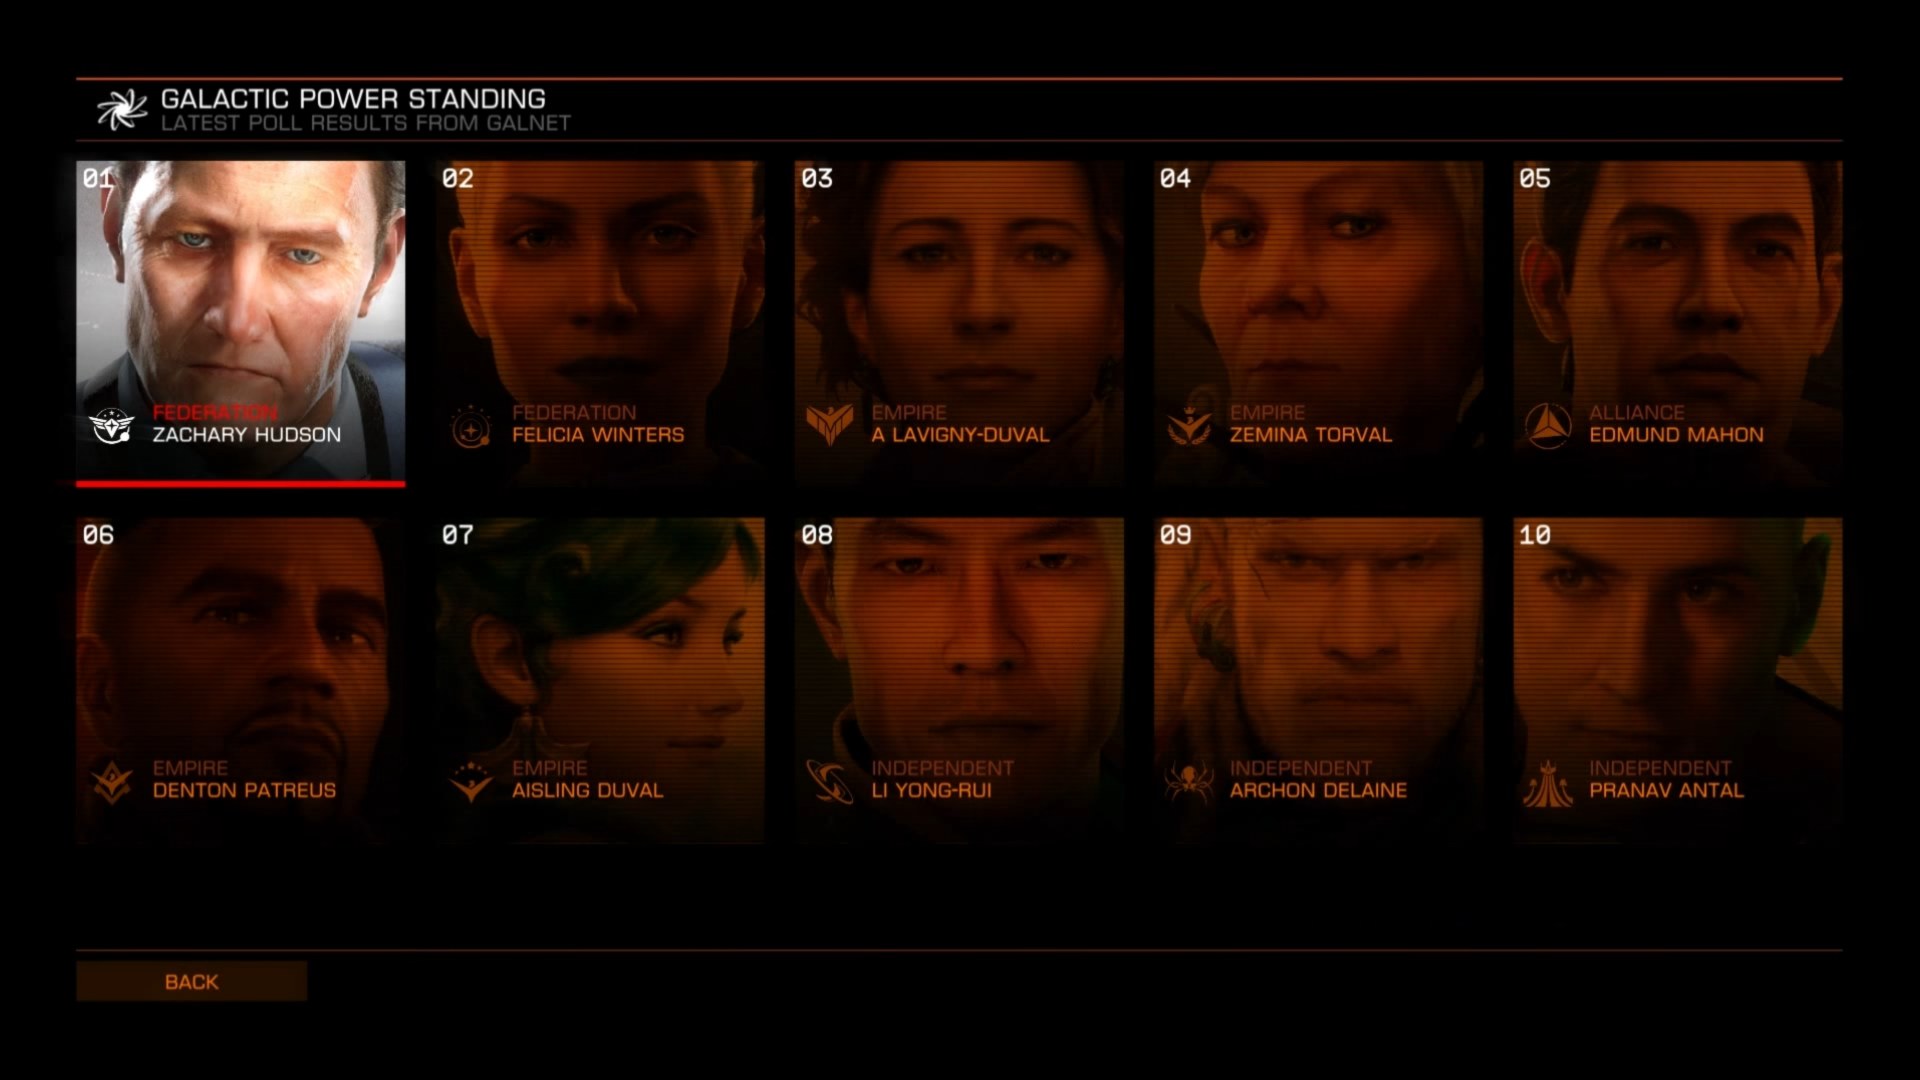 GALACTIC POWER STANDING
LATEST POLL RESULTS FROM GALNET
01
FEDERATION
ZACHARY HUDSON
02
FEDERATION
FELICIA WINTERS
03
EMPIRE
A LAVIGNY-DUVAL
04
EMPIRE
ZEMINA TORVAL
05
ALLIANCE
EDMUND MAHON
06
EMPIRE
DENTON PATREUS
07
EMPIRE
AISLING DUVAL
08
INDEPENDENT
LI YONG-RUI
09
INDEPENDENT
ARCHON DELAINE
10
INDEPENDENT
PRANAV ANTAL
BACK